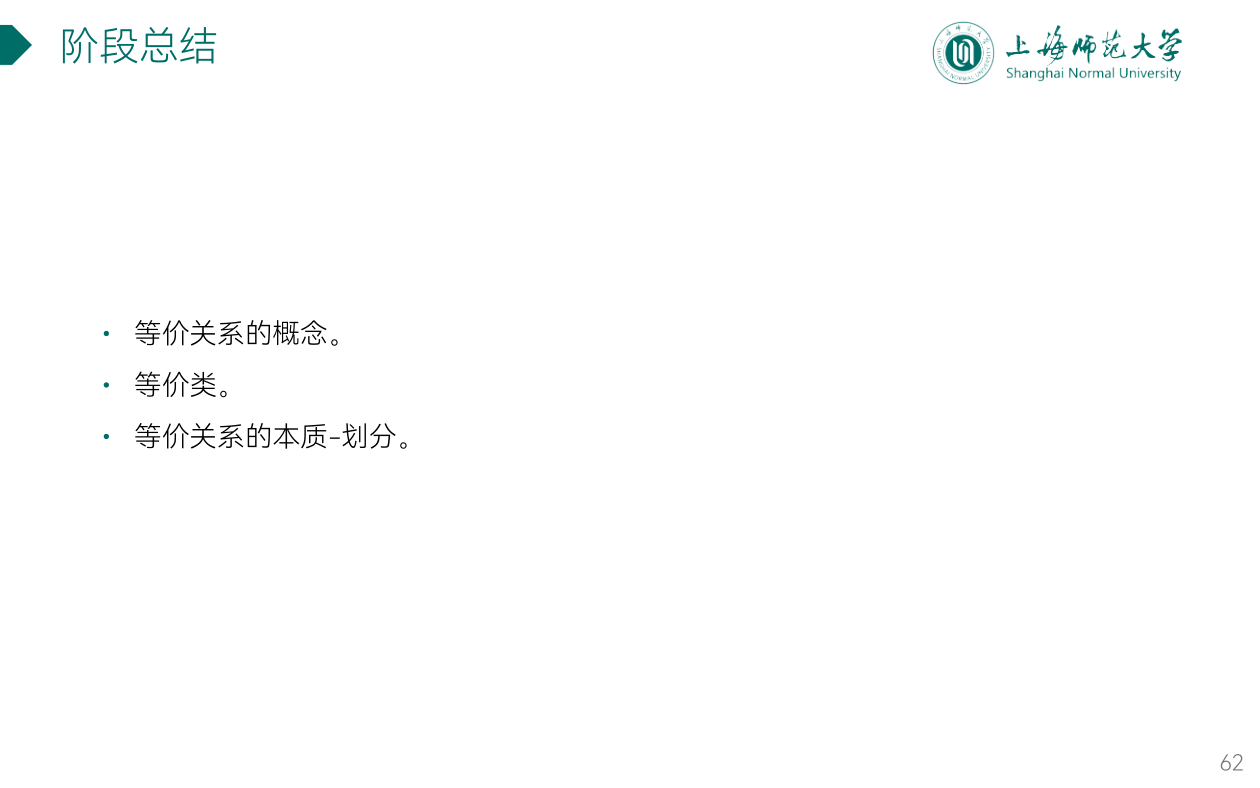 阶段总结
上海师范大学
Shanghai Normal University
• 等价关系的概念。
• 等价类。
• 等价关系的本质-划分。
62